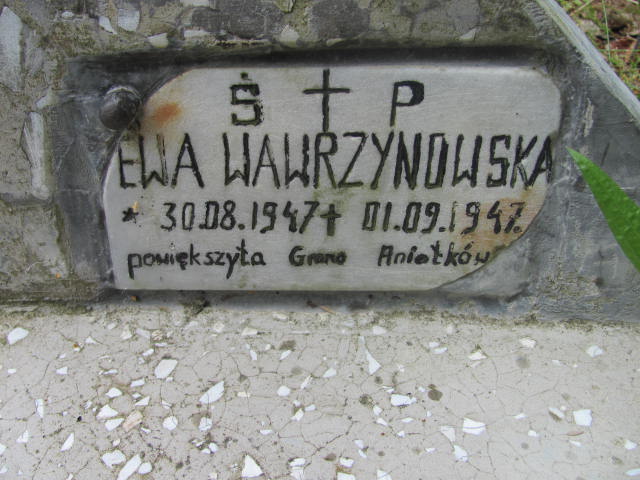 Ś † P
EWA WAWRZYNOWSKA
* 30.08.1947 † 01.09.1947.
powiększyła Grono Aniołków